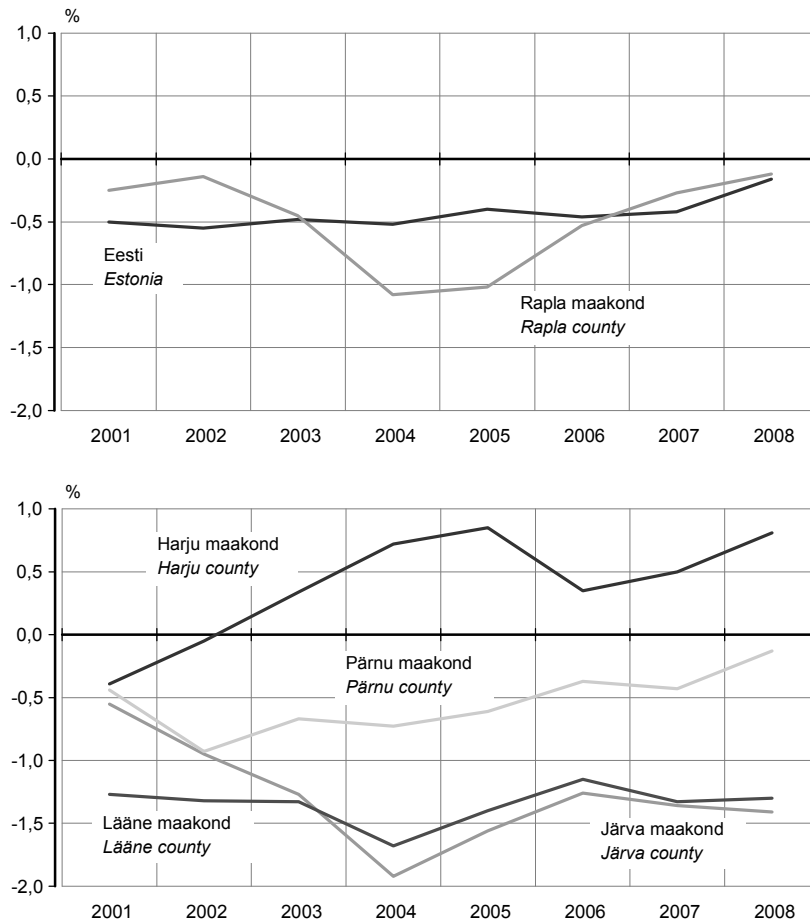 %
1,0
0,5
0,0
-0,5
Eesti
Estonia
-1,0
Rapla maakond
Rapla county
-1,5
-2,0
2001 2002 2003 2004 2005 2006 2007 2008
%
1,0
Harju maakond
Harju county
0,5
0,0
Pärnu maakond
Pärnu county
-0,5
-1,0
-1,5
Lääne maakond
Lääne county
Järva maakond
Järva county
-2,0
2001 2002 2003 2004 2005 2006 2007 2008